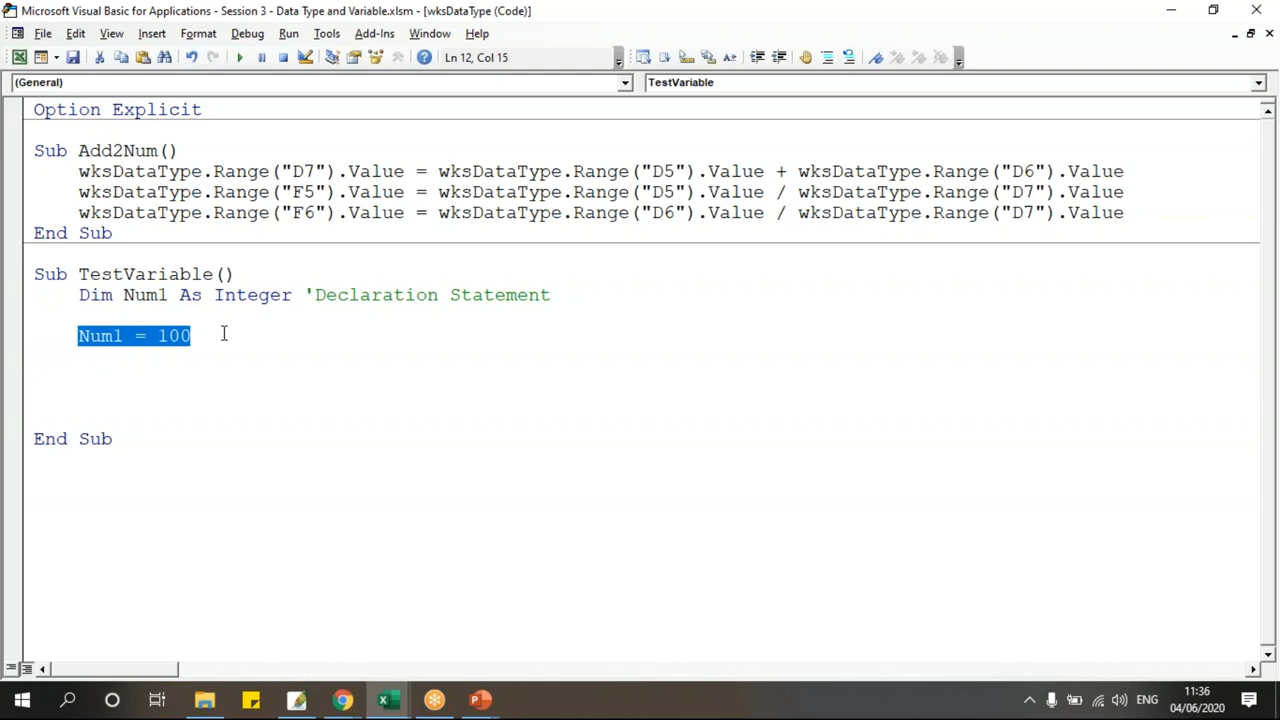 Microsoft Visual Basic for Applications - Session 3 - Data Type and Variable.xlsm - [wksDataType (Code)]
File Edit View Insert Format Debug Run Tools Add-Ins Window Help
Ln 12, Col 15
(General) TestVariable
Option Explicit
Sub Add2Num()
wksDataType.Range("D7").Value = wksDataType.Range("D5").Value + wksDataType.Range("D6").Value
wksDataType.Range("F5").Value = wksDataType.Range("D5").Value / wksDataType.Range("D7").Value
wksDataType.Range("F6").Value = wksDataType.Range("D6").Value / wksDataType.Range("D7").Value
End Sub
Sub TestVariable()
Dim Num1 As Integer 'Declaration Statement
Num1 = 100
End Sub
ENG
11:36
04/06/2020